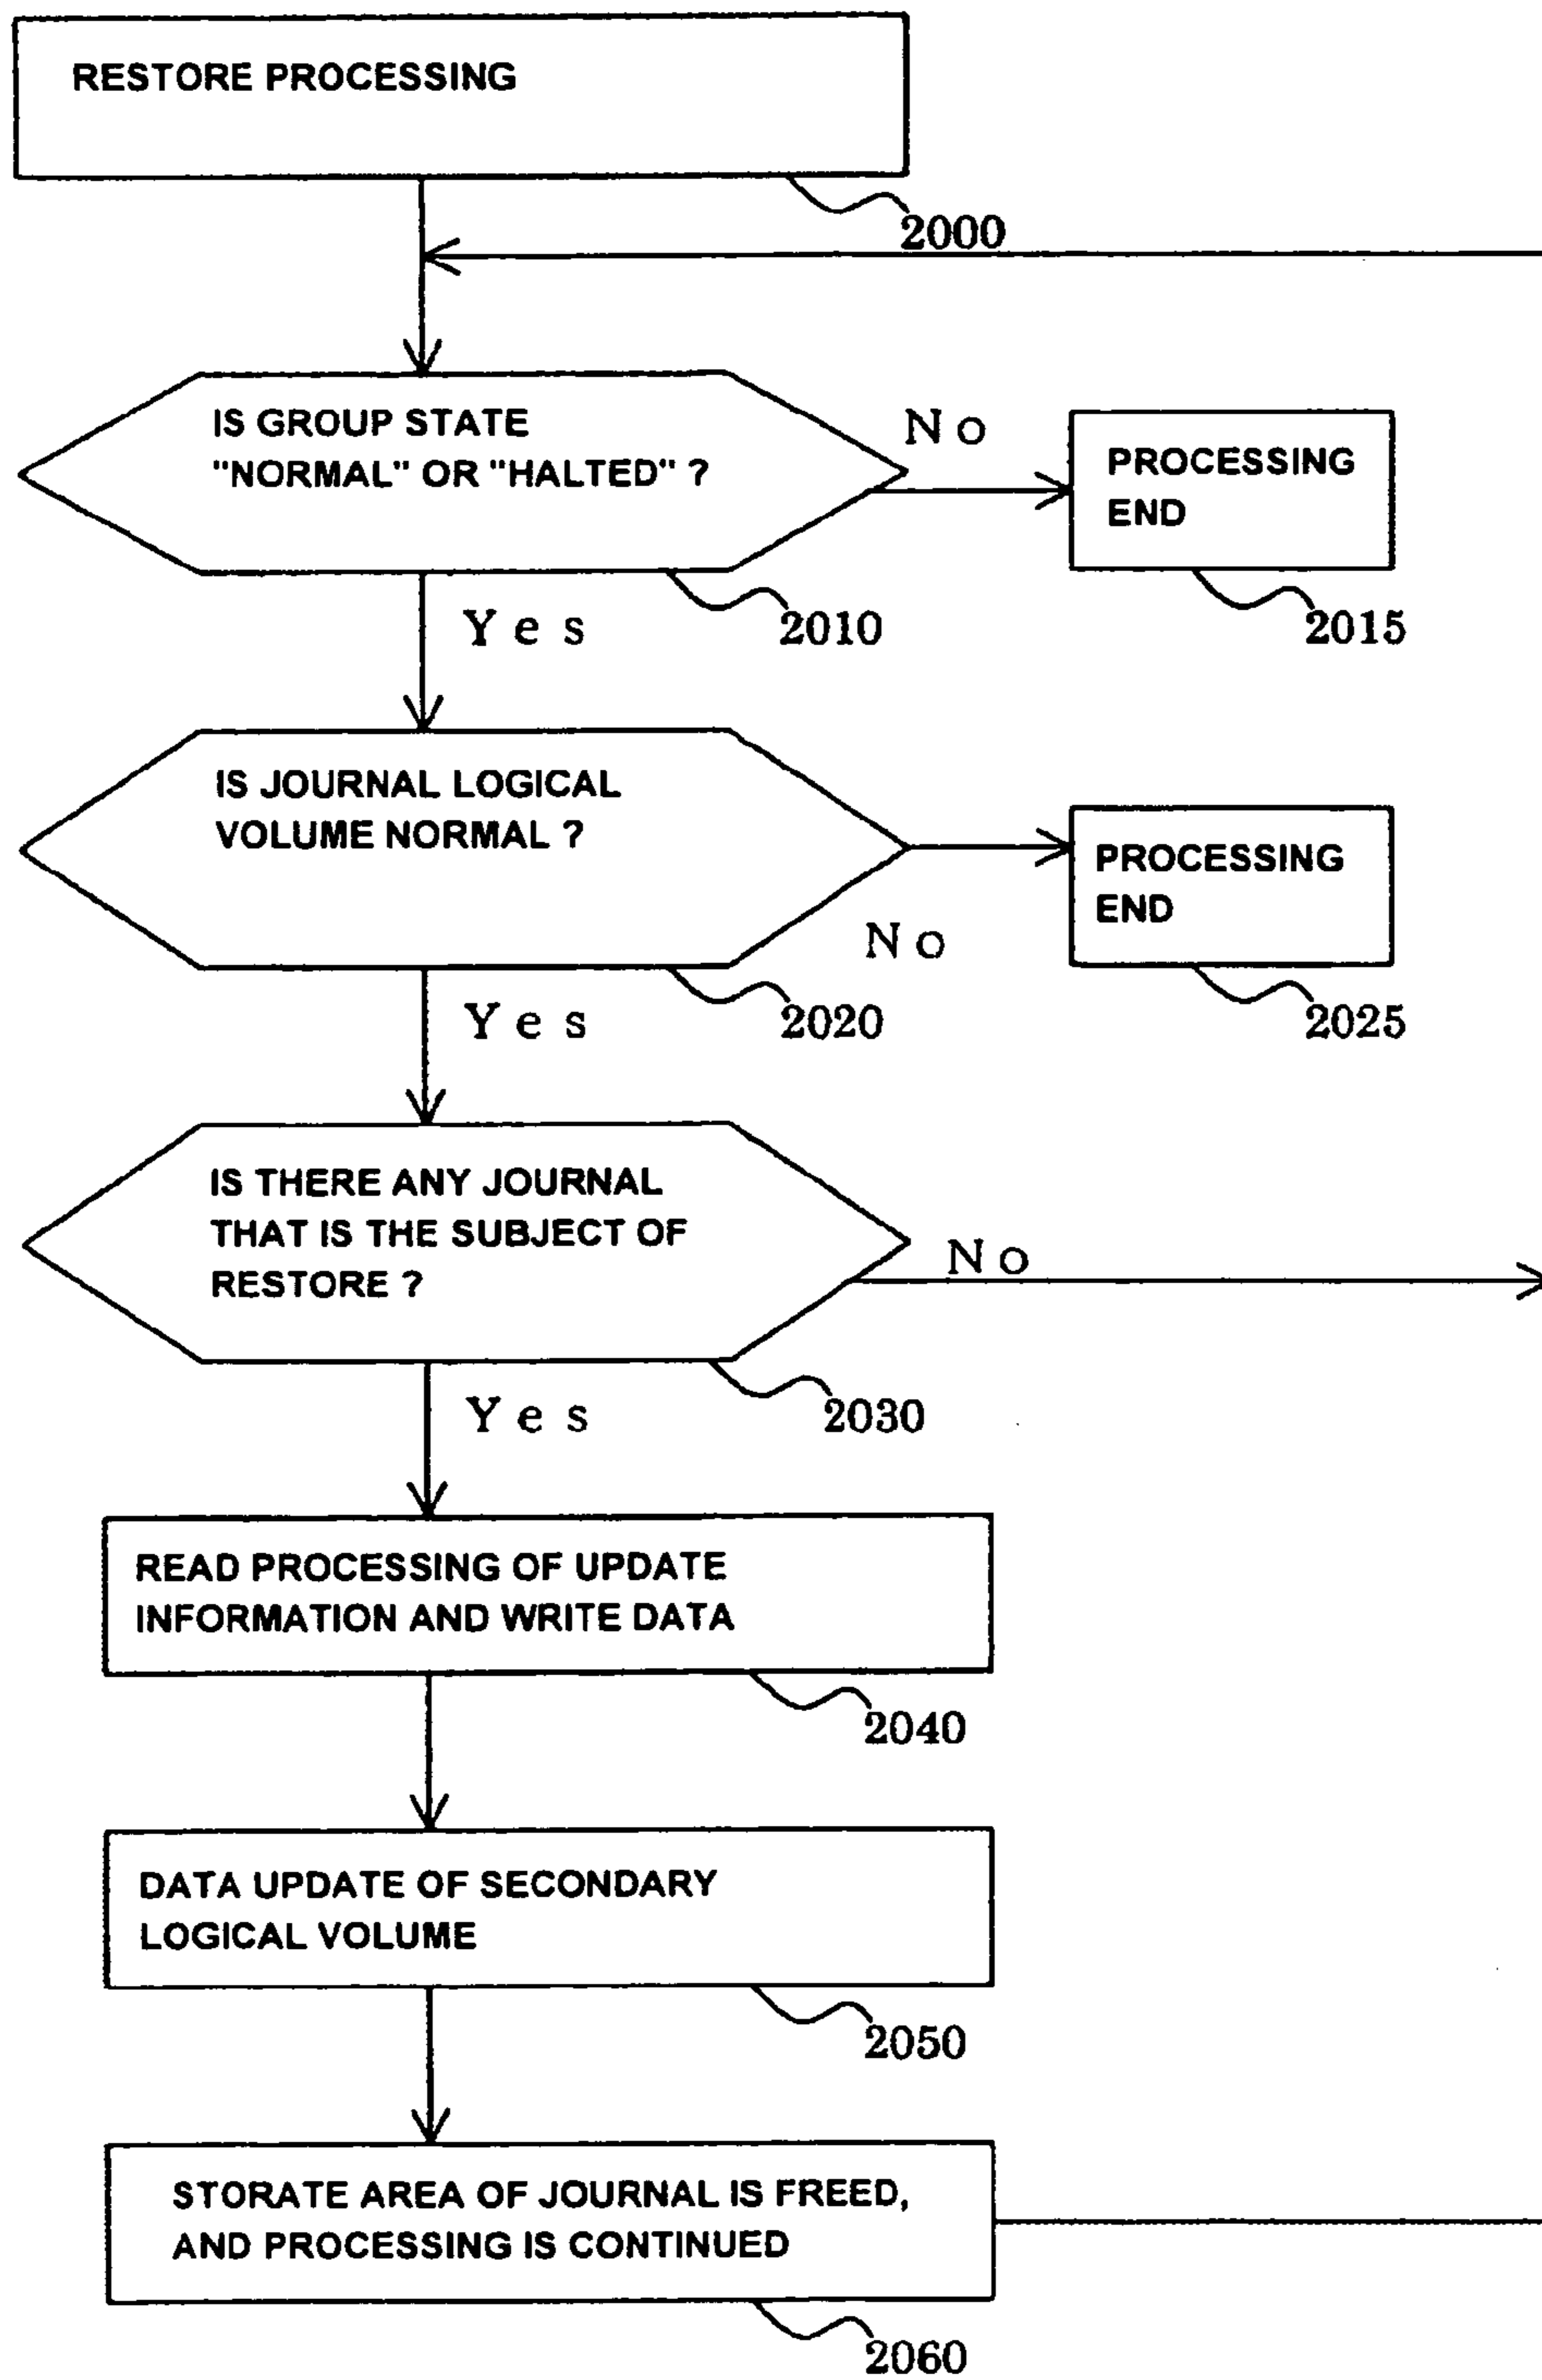 RESTORE PROCESSING
2000
IS GROUP STATE
"NORMAL" OR "HALTED" ?
No
PROCESSING
END
Yes
2010
2015
IS JOURNAL LOGICAL
VOLUME NORMAL ?
PROCESSING
END
No
Yes
2020
2025
IS THERE ANY JOURNAL
THAT IS THE SUBJECT OF
RESTORE ?
No
Yes
2030
READ PROCESSING OF UPDATE
INFORMATION AND WRITE DATA
2040
DATA UPDATE OF SECONDARY
LOGICAL VOLUME
2050
STORATE AREA OF JOURNAL IS FREED,
AND PROCESSING IS CONTINUED
2060